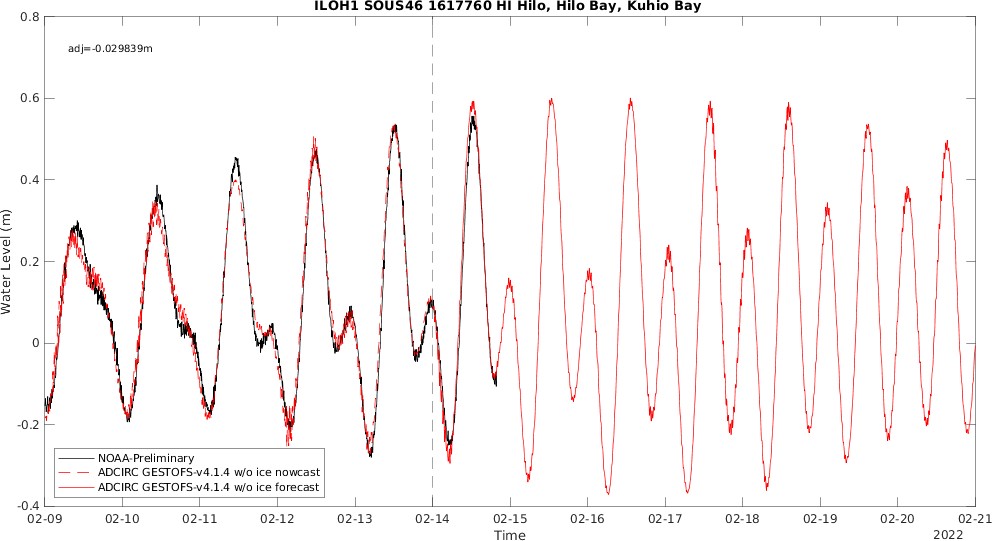 ILOH1 SOUS46 1617760 HI Hilo, Hilo Bay, Kuhio Bay
0.8
adj=-0.029839m
0.6
0.4
0.2
0
-0.2
-0.4
Water Level (m)
NOAA-Preliminary
ADCIRC GESTOFS-v4.1.4 w/o ice nowcast
ADCIRC GESTOFS-v4.1.4 w/o ice forecast
02-09 02-10 02-11 02-12 02-13 02-14 02-15 02-16 02-17 02-18 02-19 02-20 02-21
Time
2022